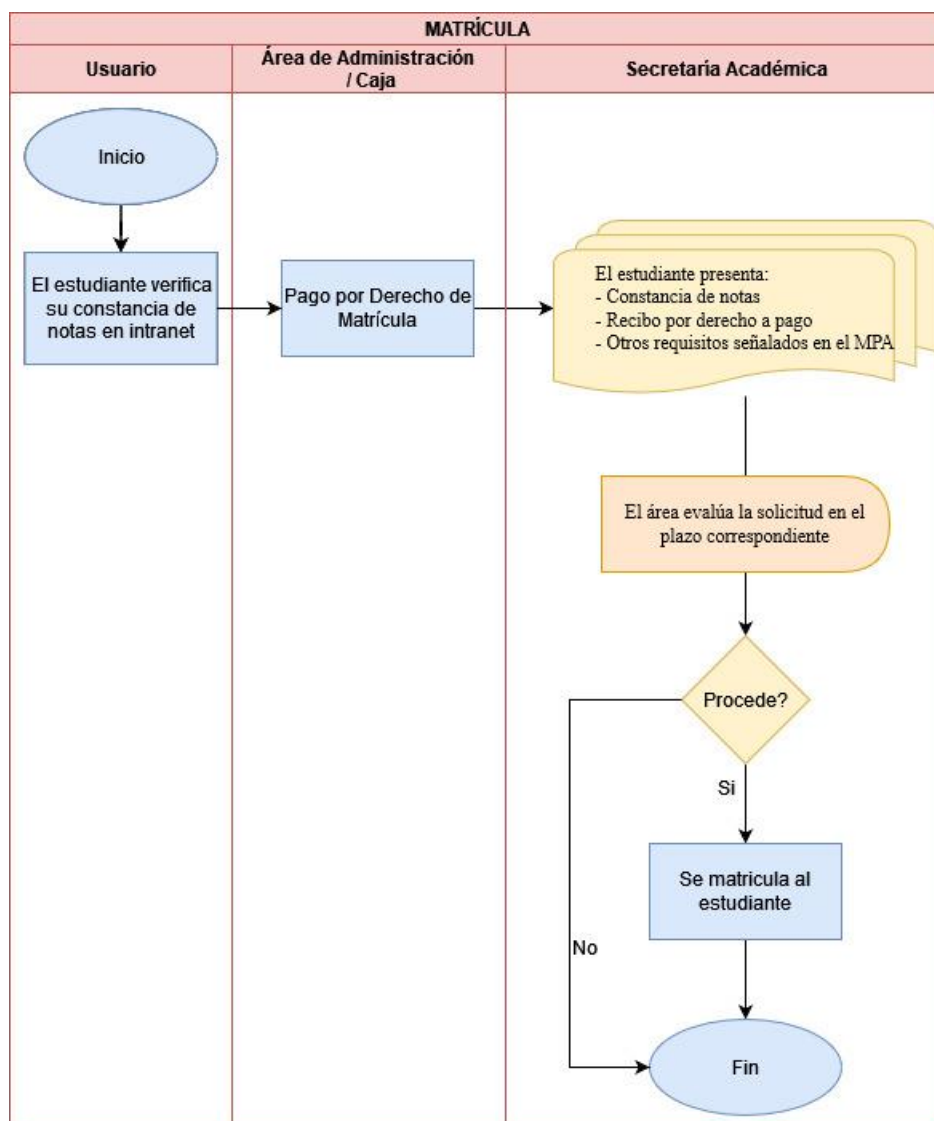 MATRÍCULA
Usuario
Área de Administración
/ Caja
Secretaría Académica
Inicio
El estudiante verifica
su constancia de
notas en intranet
Pago por Derecho de
Matrícula
El estudiante presenta:
- Constancia de notas
- Recibo por derecho a pago
- Otros requisitos señalados en el MPA
El área evalúa la solicitud en el
plazo correspondiente
Procede?
Si
Se matricula al
estudiante
No
Fin